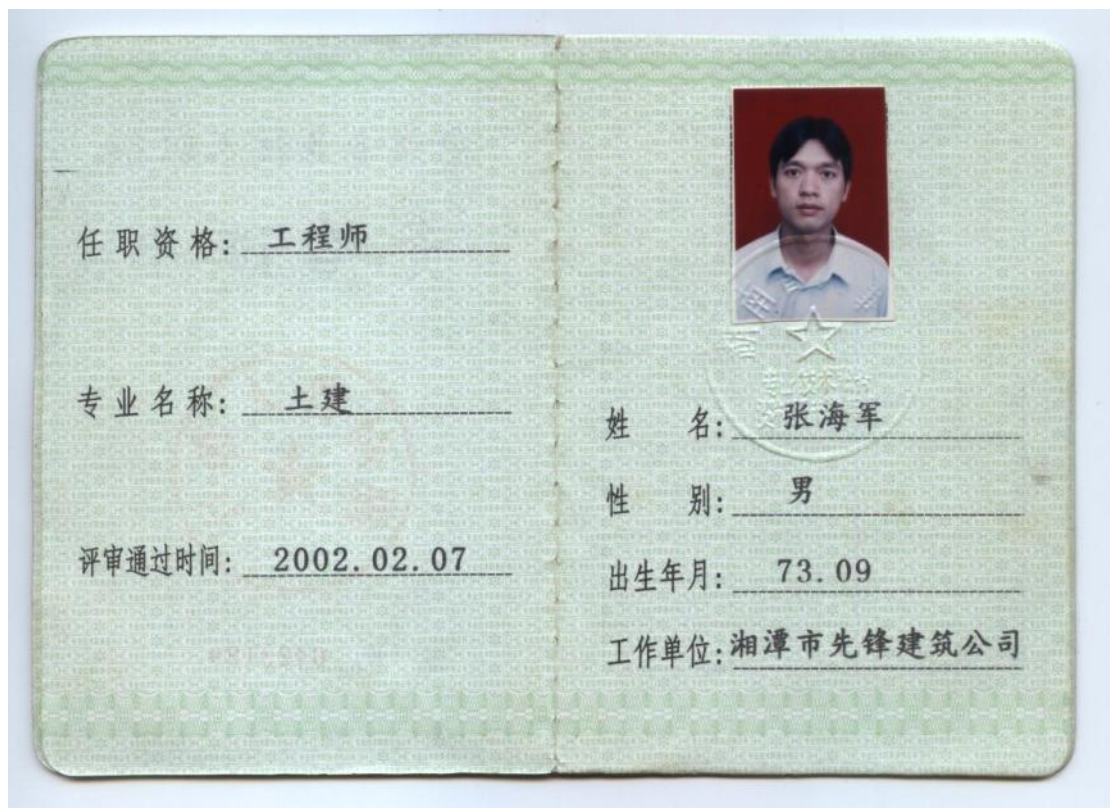 任职资格: 工程师
专业名称: 土建
评审通过时间: 2002.02.07
姓 名: 张海军
性 别: 男
出生年月: 73.09
工作单位: 湘潭市先锋建筑公司